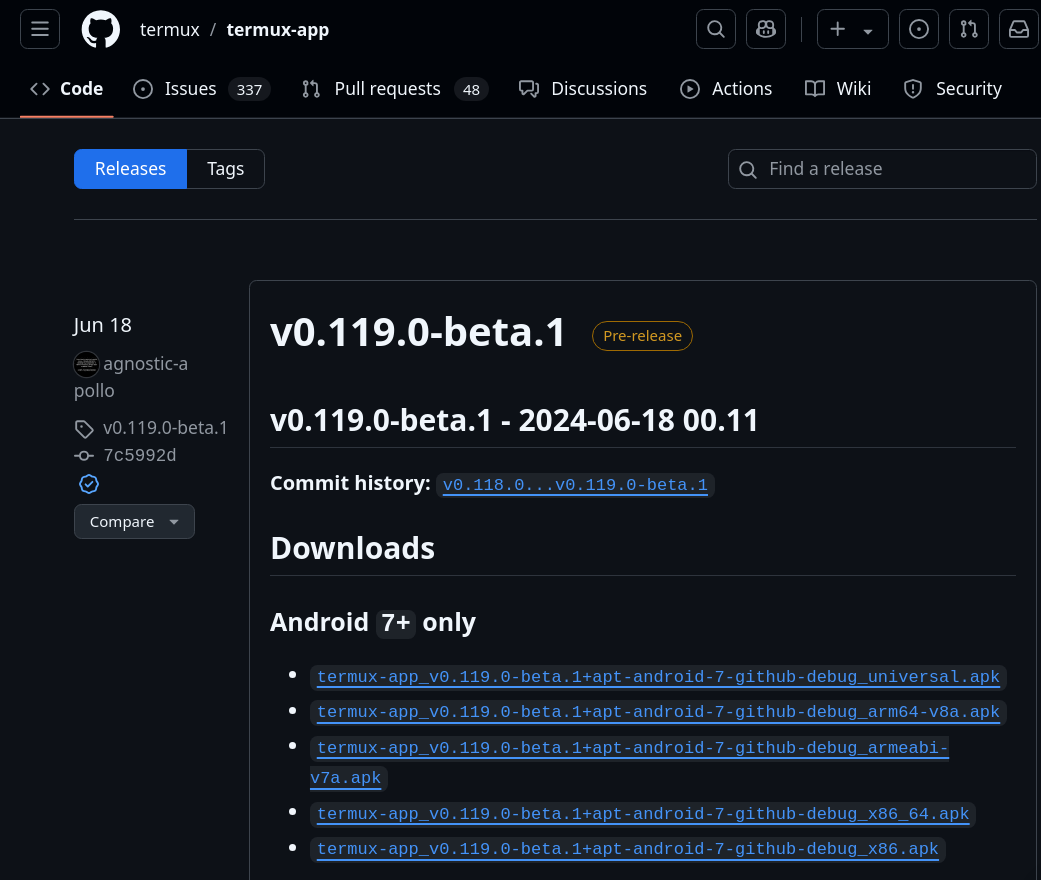 termux / termux-app
Code Issues 337 Pull requests 48 Discussions Actions Wiki Security
Releases Tags Find a release
Jun 18
agnostic-a
pollo
v0.119.0-beta.1
7c5992d
Compare
v0.119.0-beta.1 Pre-release
v0.119.0-beta.1 - 2024-06-18 00.11
Commit history: v0.118.0...v0.119.0-beta.1
Downloads
Android 7+ only
termux-app_v0.119.0-beta.1+apt-android-7-github-debug_universal.apk
termux-app_v0.119.0-beta.1+apt-android-7-github-debug_arm64-v8a.apk
termux-app_v0.119.0-beta.1+apt-android-7-github-debug_armeabi-
v7a.apk
termux-app_v0.119.0-beta.1+apt-android-7-github-debug_x86_64.apk
termux-app_v0.119.0-beta.1+apt-android-7-github-debug_x86.apk